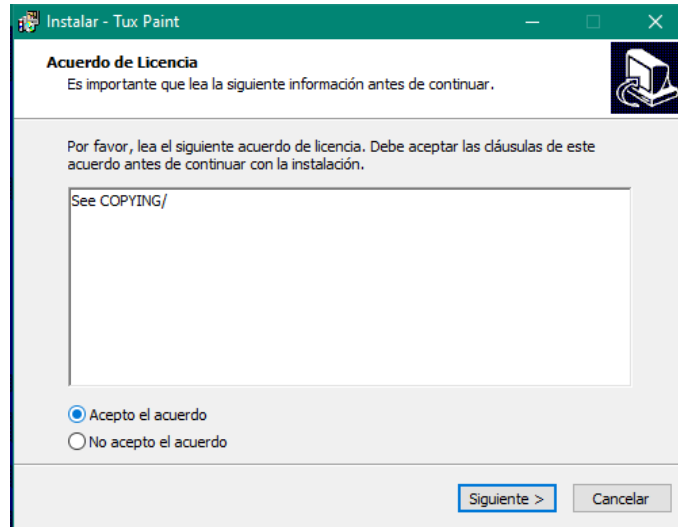 Instalar - Tux Paint
Acuerdo de Licencia
Es importante que lea la siguiente información antes de continuar.
Por favor, lea el siguiente acuerdo de licencia. Debe aceptar las cláusulas de este
acuerdo antes de continuar con la instalación.
See COPYING/
Acepto el acuerdo
No acepto el acuerdo
Siguiente >
Cancelar